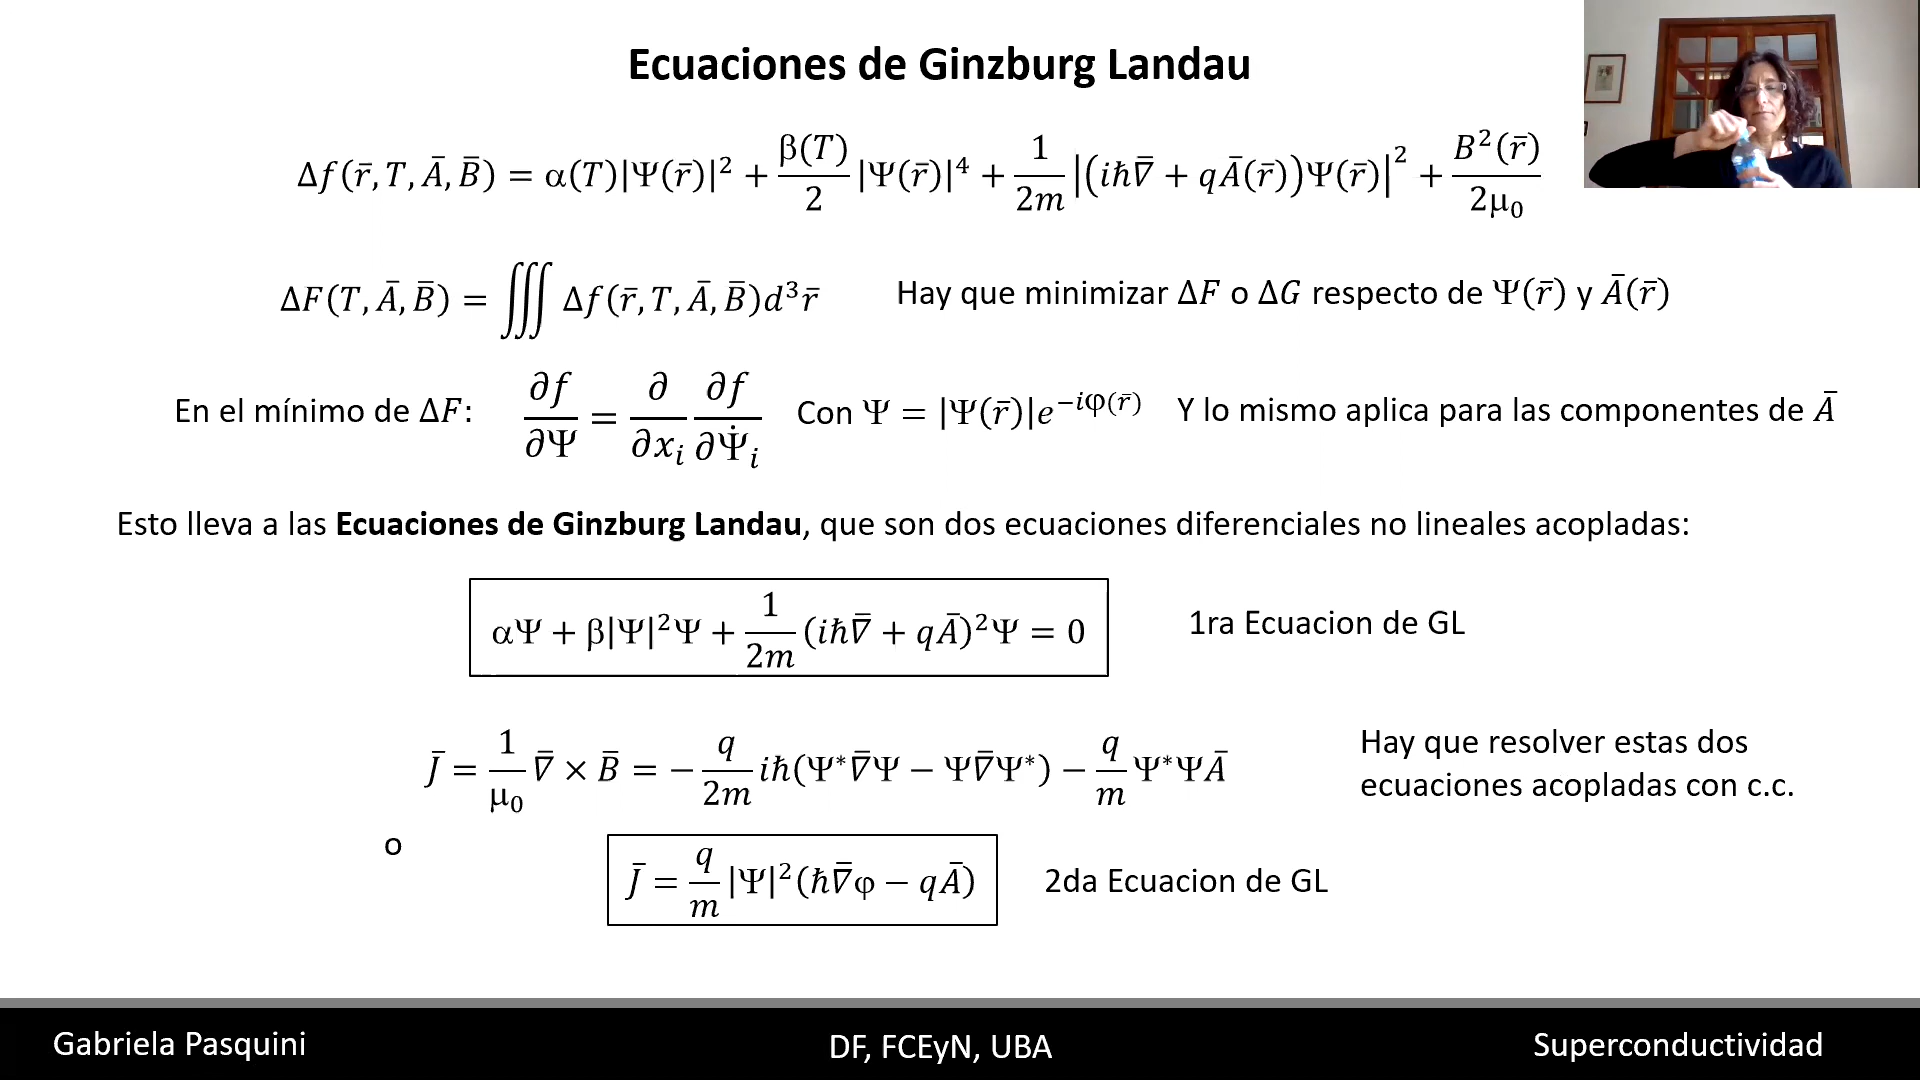 Ecuaciones de Ginzburg Landau
Δf(r̄, T, Ā, B̄) = α(T)|Ψ(r̄)|² + β(T)/2 |Ψ(r̄)|⁴ + 1/2m |(iħ∇̄ + qĀ(r̄))Ψ(r̄)|² + B²(r̄)/2μ₀
ΔF(T, Ā, B̄) = ∭ Δf(r̄, T, Ā, B̄)d³r̄ Hay que minimizar ΔF o ΔG respecto de Ψ(r̄) y Ā(r̄)
En el mínimo de ΔF: ∂f/∂Ψ = ∂/∂xᵢ ∂f/∂Ψ̇ᵢ Con Ψ = |Ψ(r̄)|e^{−iφ(r̄)} Y lo mismo aplica para las componentes de Ā
Esto lleva a las Ecuaciones de Ginzburg Landau, que son dos ecuaciones diferenciales no lineales acopladas:
αΨ + β|Ψ|²Ψ + 1/2m (iħ∇̄ + qĀ)²Ψ = 0 1ra Ecuacion de GL
J̄ = 1/μ₀ ∇̄ × B̄ = − q/2m iħ(Ψ*∇̄Ψ − Ψ∇̄Ψ*) − q/m Ψ*ΨĀ
Hay que resolver estas dos
ecuaciones acopladas con c.c.
o
J̄ = q/m |Ψ|²(ħ∇̄φ − qĀ) 2da Ecuacion de GL
Gabriela Pasquini DF, FCEyN, UBA Superconductividad